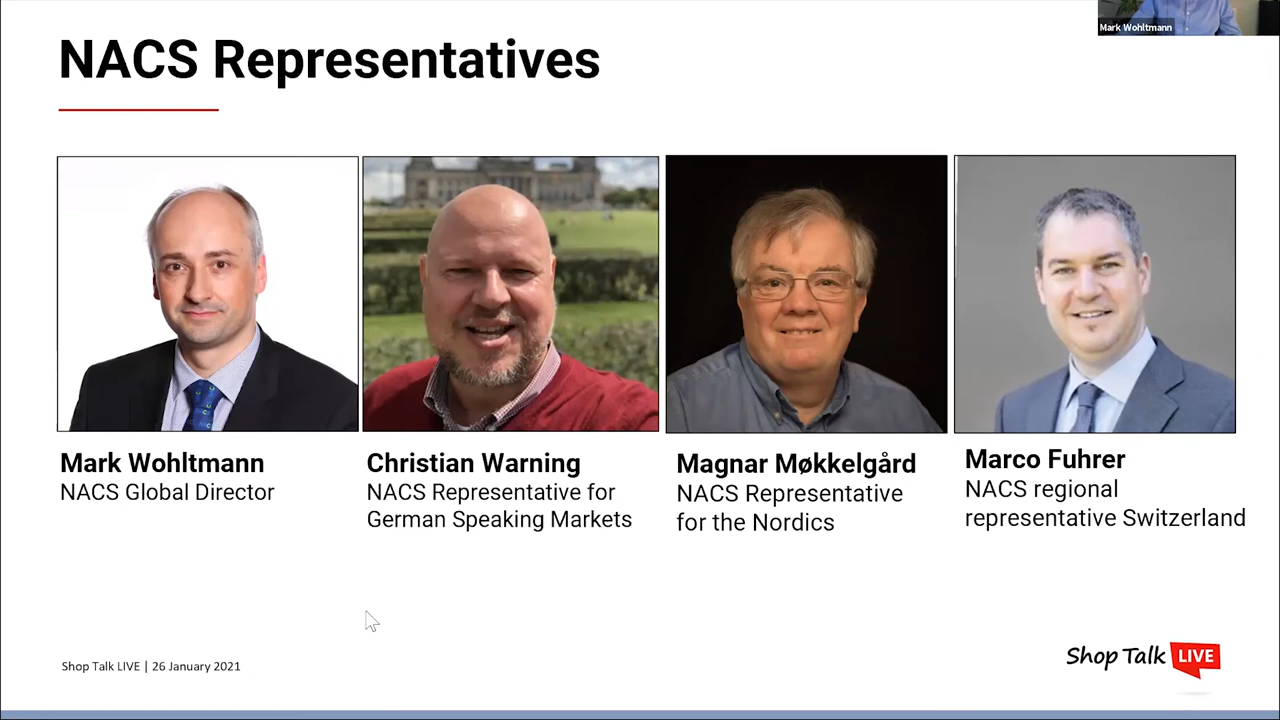 Mark Wohltmann
NACS Representatives
Mark Wohltmann
NACS Global Director
Christian Warning
NACS Representative for
German Speaking Markets
Magnar Møkkelgård
NACS Representative
for the Nordics
Marco Fuhrer
NACS regional
representative Switzerland
Shop Talk LIVE | 26 January 2021
Shop Talk LIVE